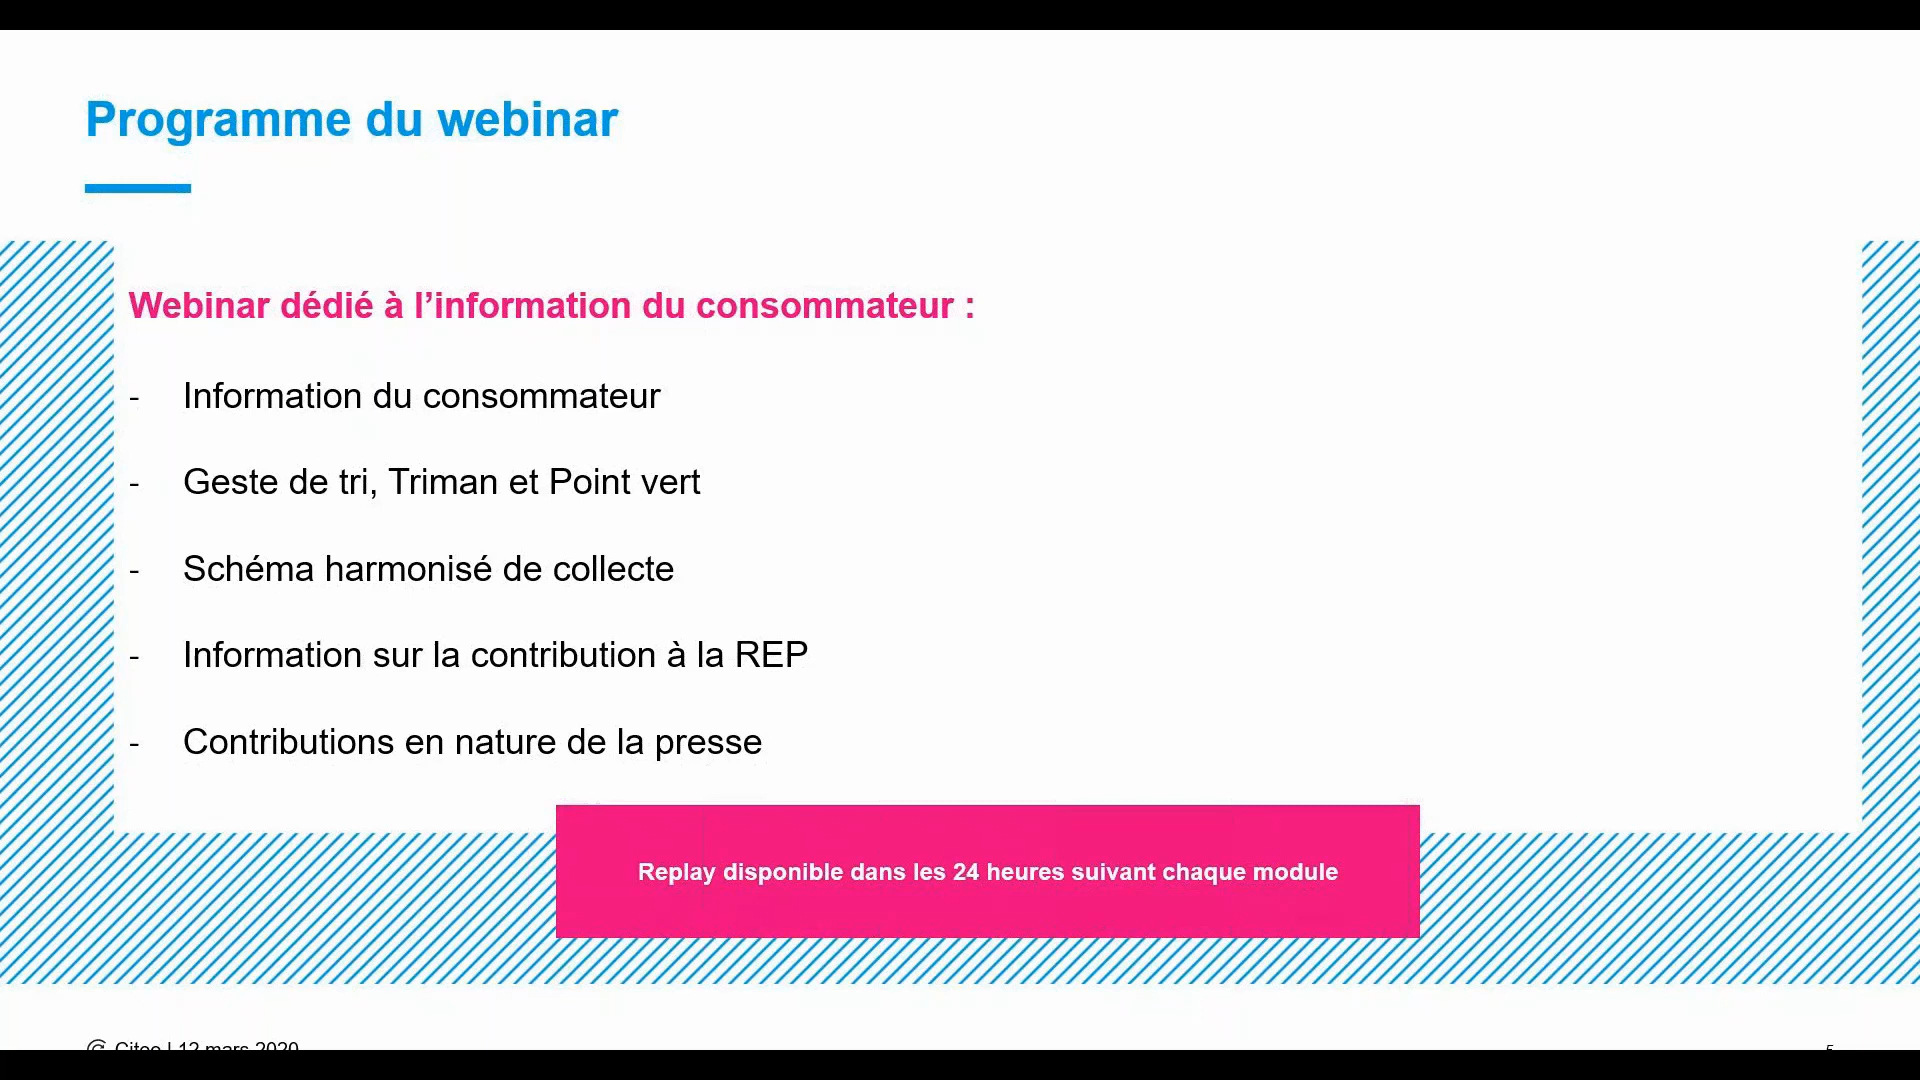 Programme du webinar
Webinar dédié à l’information du consommateur :
- Information du consommateur
- Geste de tri, Triman et Point vert
- Schéma harmonisé de collecte
- Information sur la contribution à la REP
- Contributions en nature de la presse
Replay disponible dans les 24 heures suivant chaque module
Citeo I 12 mars 2020
5